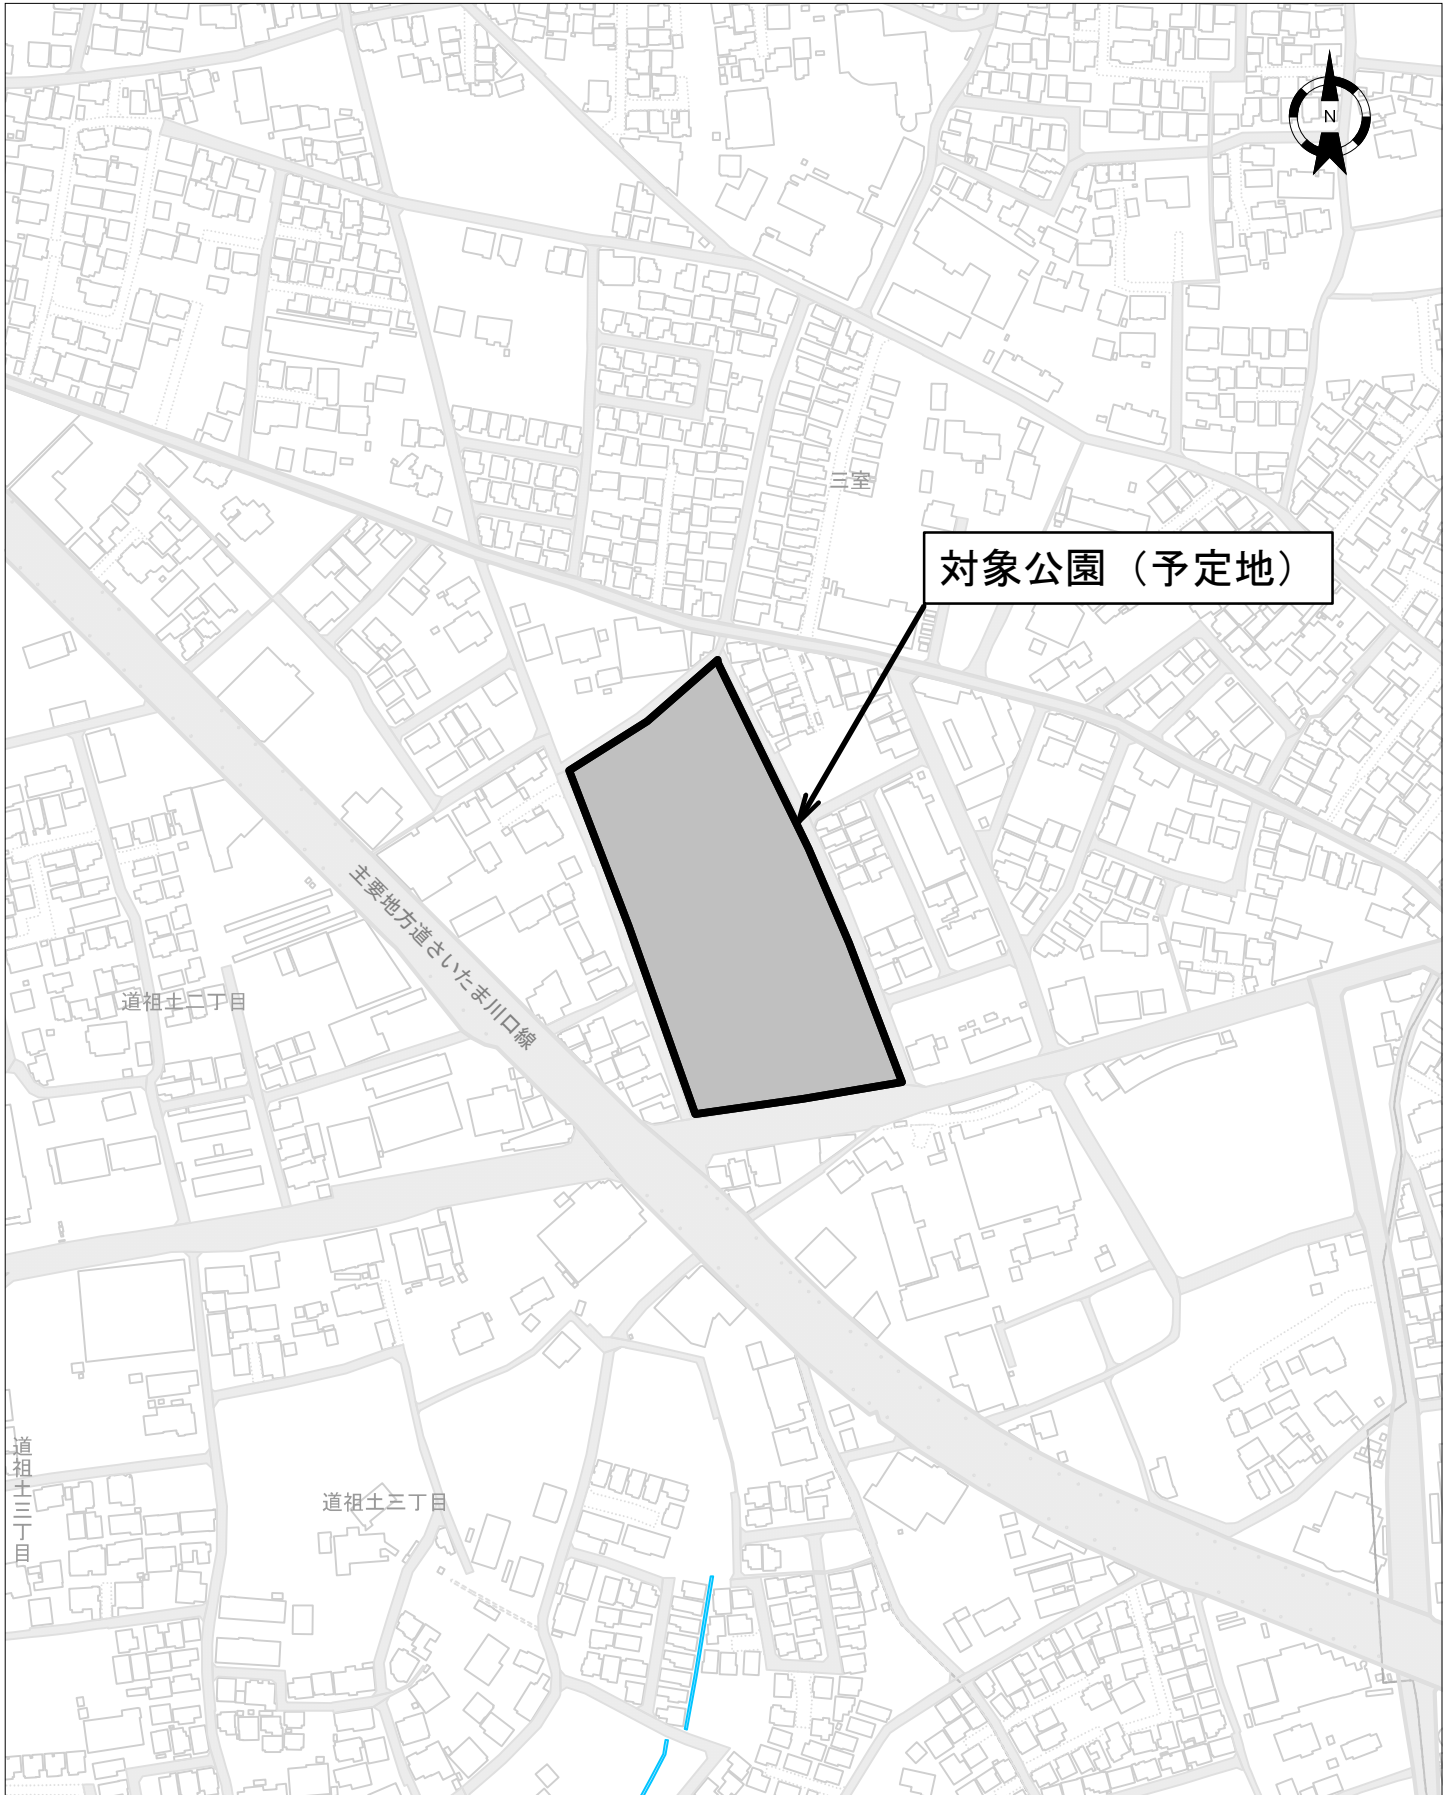 N
三室
対象公園（予定地）
主要地方道さいたま川口線
道祖土二丁目
道祖土三丁目
道祖土三丁目